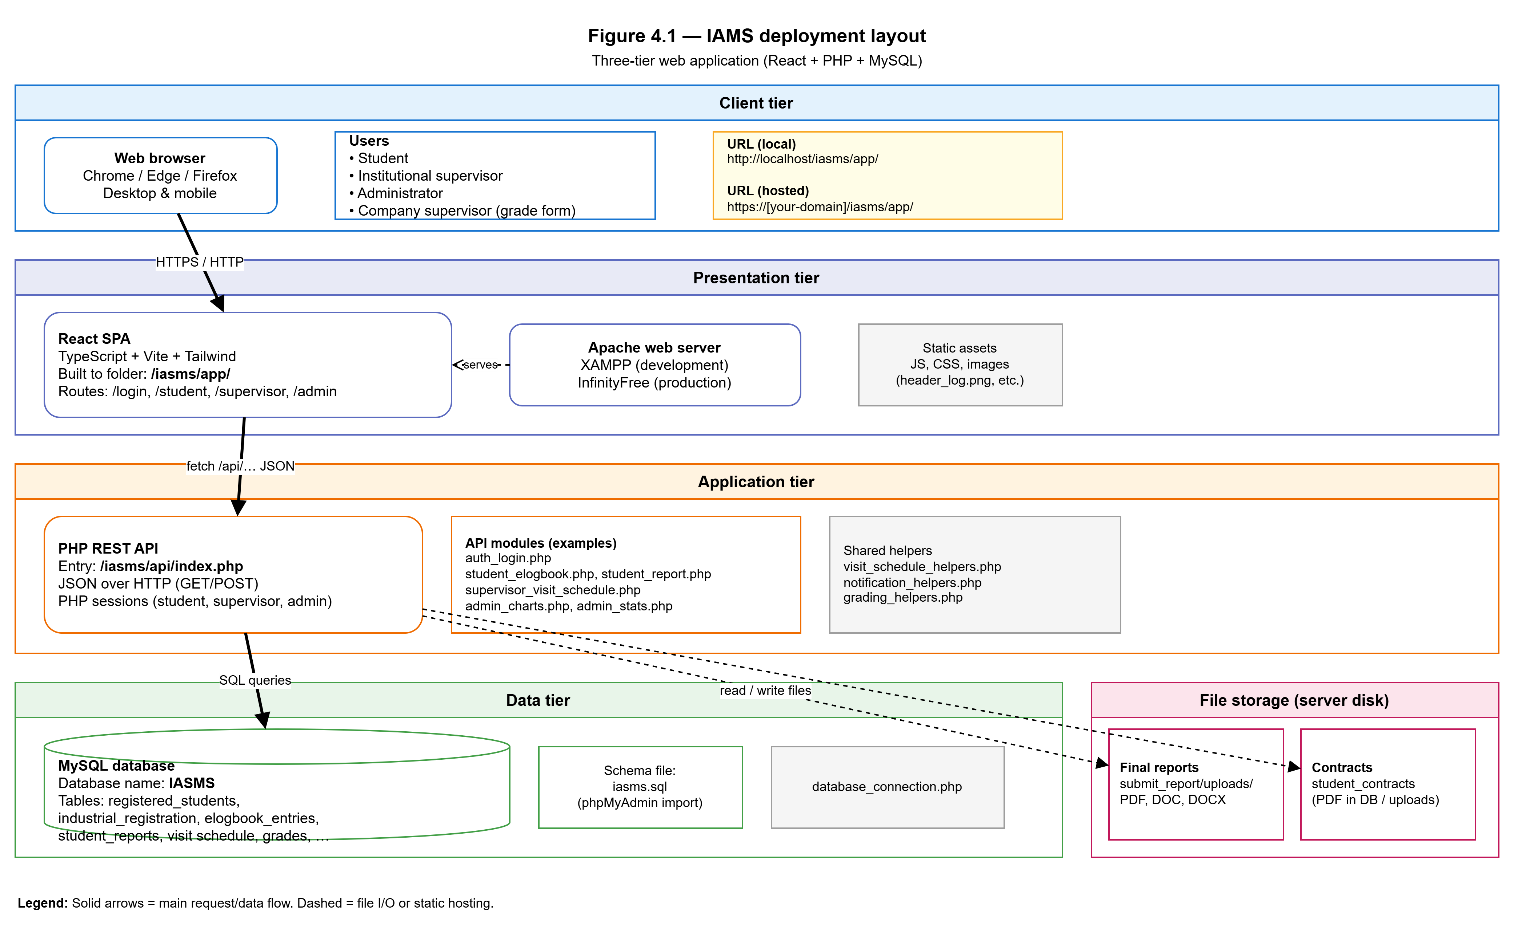 Figure 4.1 — IAMS deployment layout
Three-tier web application (React + PHP + MySQL)
Client tier
Web browser
Chrome / Edge / Firefox
Desktop & mobile
Users
• Student
• Institutional supervisor
• Administrator
• Company supervisor (grade form)
URL (local)
http://localhost/iasms/app/
URL (hosted)
https://[your-domain]/iasms/app/
HTTPS / HTTP
Presentation tier
React SPA
TypeScript + Vite + Tailwind
Built to folder: /iasms/app/
Routes: /login, /student, /supervisor, /admin
serves
Apache web server
XAMPP (development)
InfinityFree (production)
Static assets
JS, CSS, images
(header_log.png, etc.)
fetch /api/… JSON
Application tier
PHP REST API
Entry: /iasms/api/index.php
JSON over HTTP (GET/POST)
PHP sessions (student, supervisor, admin)
API modules (examples)
auth_login.php
student_elogbook.php, student_report.php
supervisor_visit_schedule.php
admin_charts.php, admin_stats.php
Shared helpers
visit_schedule_helpers.php
notification_helpers.php
grading_helpers.php
SQL queries
read / write files
Data tier
MySQL database
Database name: IASMS
Tables: registered_students,
industrial_registration, elogbook_entries,
student_reports, visit schedule, grades, …
Schema file:
iasms.sql
(phpMyAdmin import)
database_connection.php
File storage (server disk)
Final reports
submit_report/uploads/
PDF, DOC, DOCX
Contracts
student_contracts
(PDF in DB / uploads)
Legend: Solid arrows = main request/data flow. Dashed = file I/O or static hosting.